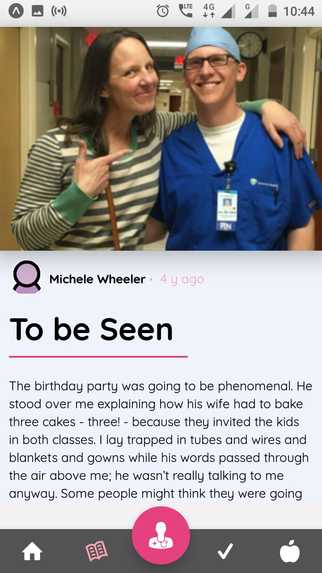 4G
LTE
G
10:44
RN
Michele Wheeler · 4 y ago
To be Seen
The birthday party was going to be phenomenal. He
stood over me explaining how his wife had to bake
three cakes - three! - because they invited the kids
in both classes. I lay trapped in tubes and wires and
blankets and gowns while his words passed through
the air above me; he wasn't really talking to me
anyway. Some people might think they were going